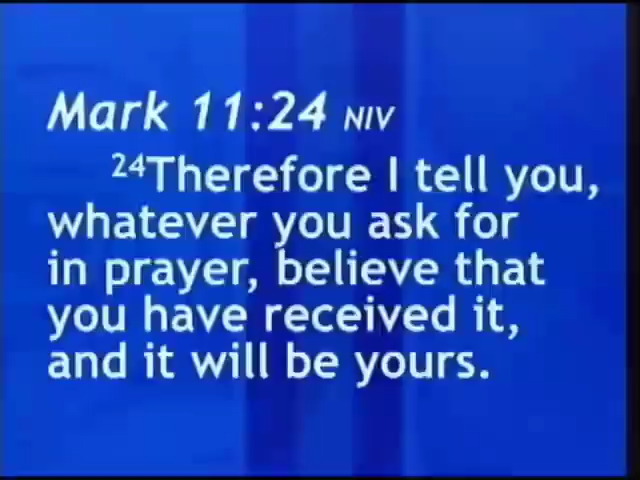 Mark 11:24 NIV
24Therefore I tell you,
whatever you ask for
in prayer, believe that
you have received it,
and it will be yours.